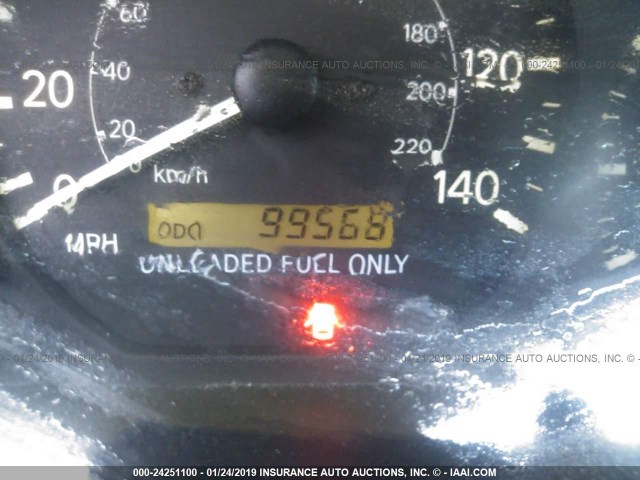 60
40
20
0
km/h
180
200
220
20
0
MPH
120
140
ODO 99568
UNLEADED FUEL ONLY
000-24251100 - 01/24/2019 INSURANCE AUTO AUCTIONS, INC. - © - IAAI.COM